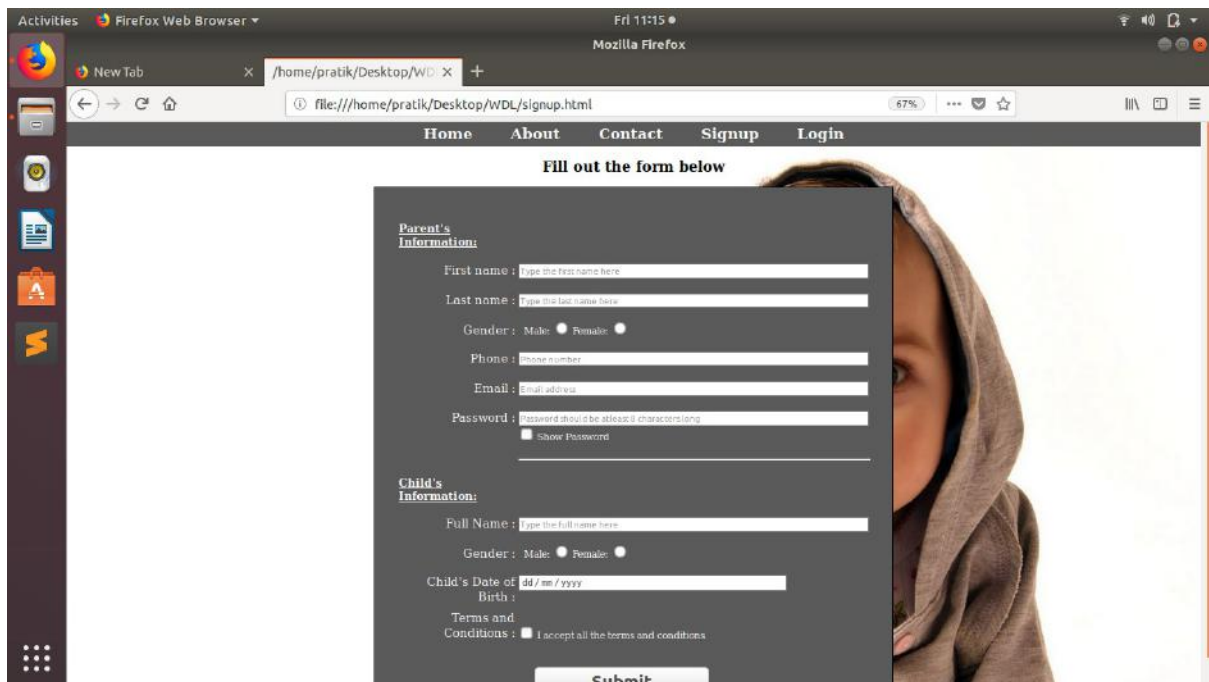 Activities Firefox Web Browser Fri 11:15
Mozilla Firefox
New Tab /home/pratik/Desktop/WD
file:///home/pratik/Desktop/WDL/signup.html 67%
Home About Contact Signup Login
Fill out the form below
Parent's
Information:
First name : Type the first name here
Last name : Type the last name here
Gender : Male: Female:
Phone : Phone number
Email : Email address
Password : Password should be atleast 8 characters long
Show Password
Child's
Information:
Full Name : Type the full name here
Gender : Male: Female:
Child's Date of dd / mm / yyyy
Birth :
Terms and
Conditions : I accept all the terms and conditions
Submit